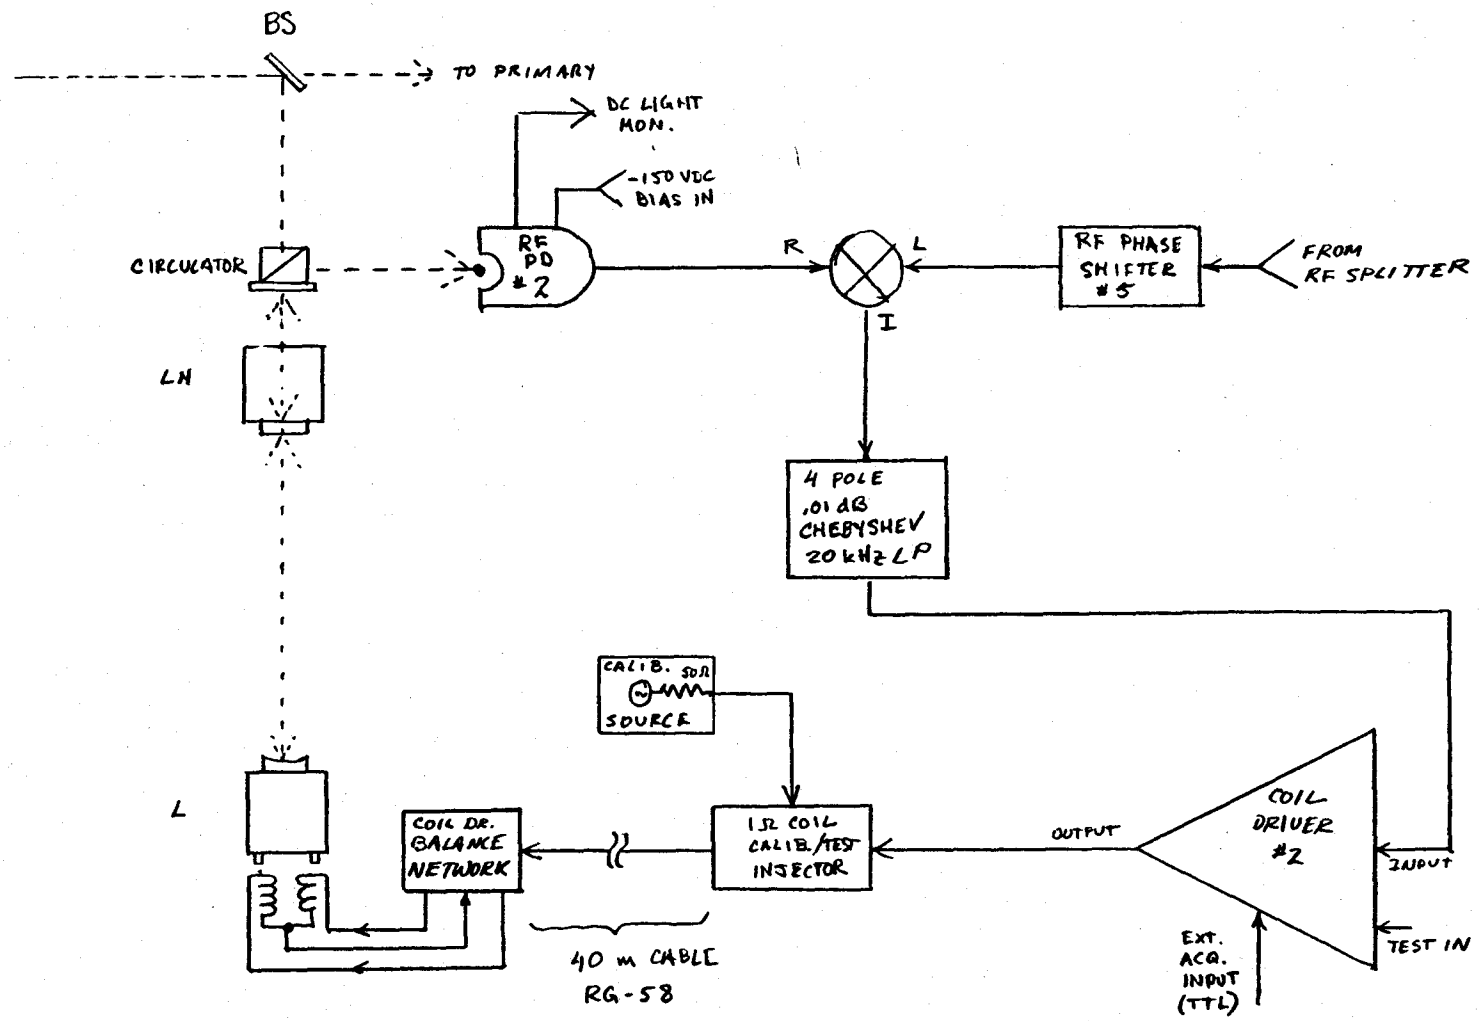 BS
TO PRIMARY
DC LIGHT
MON.
-150 VDC
BIAS IN
CIRCULATOR
RF
PD
#2
R
L
I
RF PHASE
SHIFTER
#5
FROM
RF SPLITTER
LN
4 POLE
.01 dB
CHEBYSHEV
20 kHz LP
CALIB. 50Ω
~
SOURCE
L
COIL DR.
BALANCE
NETWORK
1Ω COIL
CALIB./TEST
INJECTOR
OUTPUT
COIL
DRIVER
#2
INPUT
TEST IN
EXT.
ACQ.
INPUT
(TTL)
40 m CABLE
RG-58